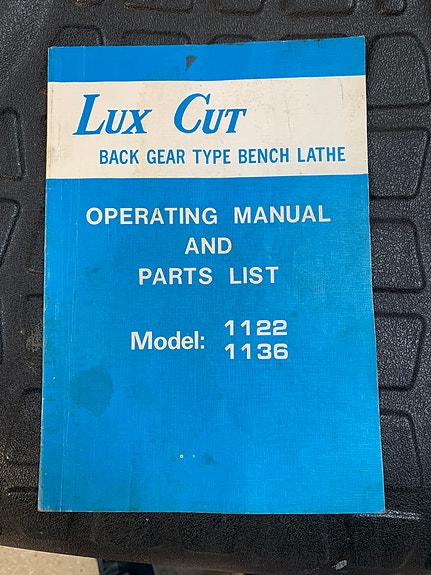 Lux Cut
BACK GEAR TYPE BENCH LATHE
OPERATING MANUAL
AND
PARTS LIST
Model: 1122
1136